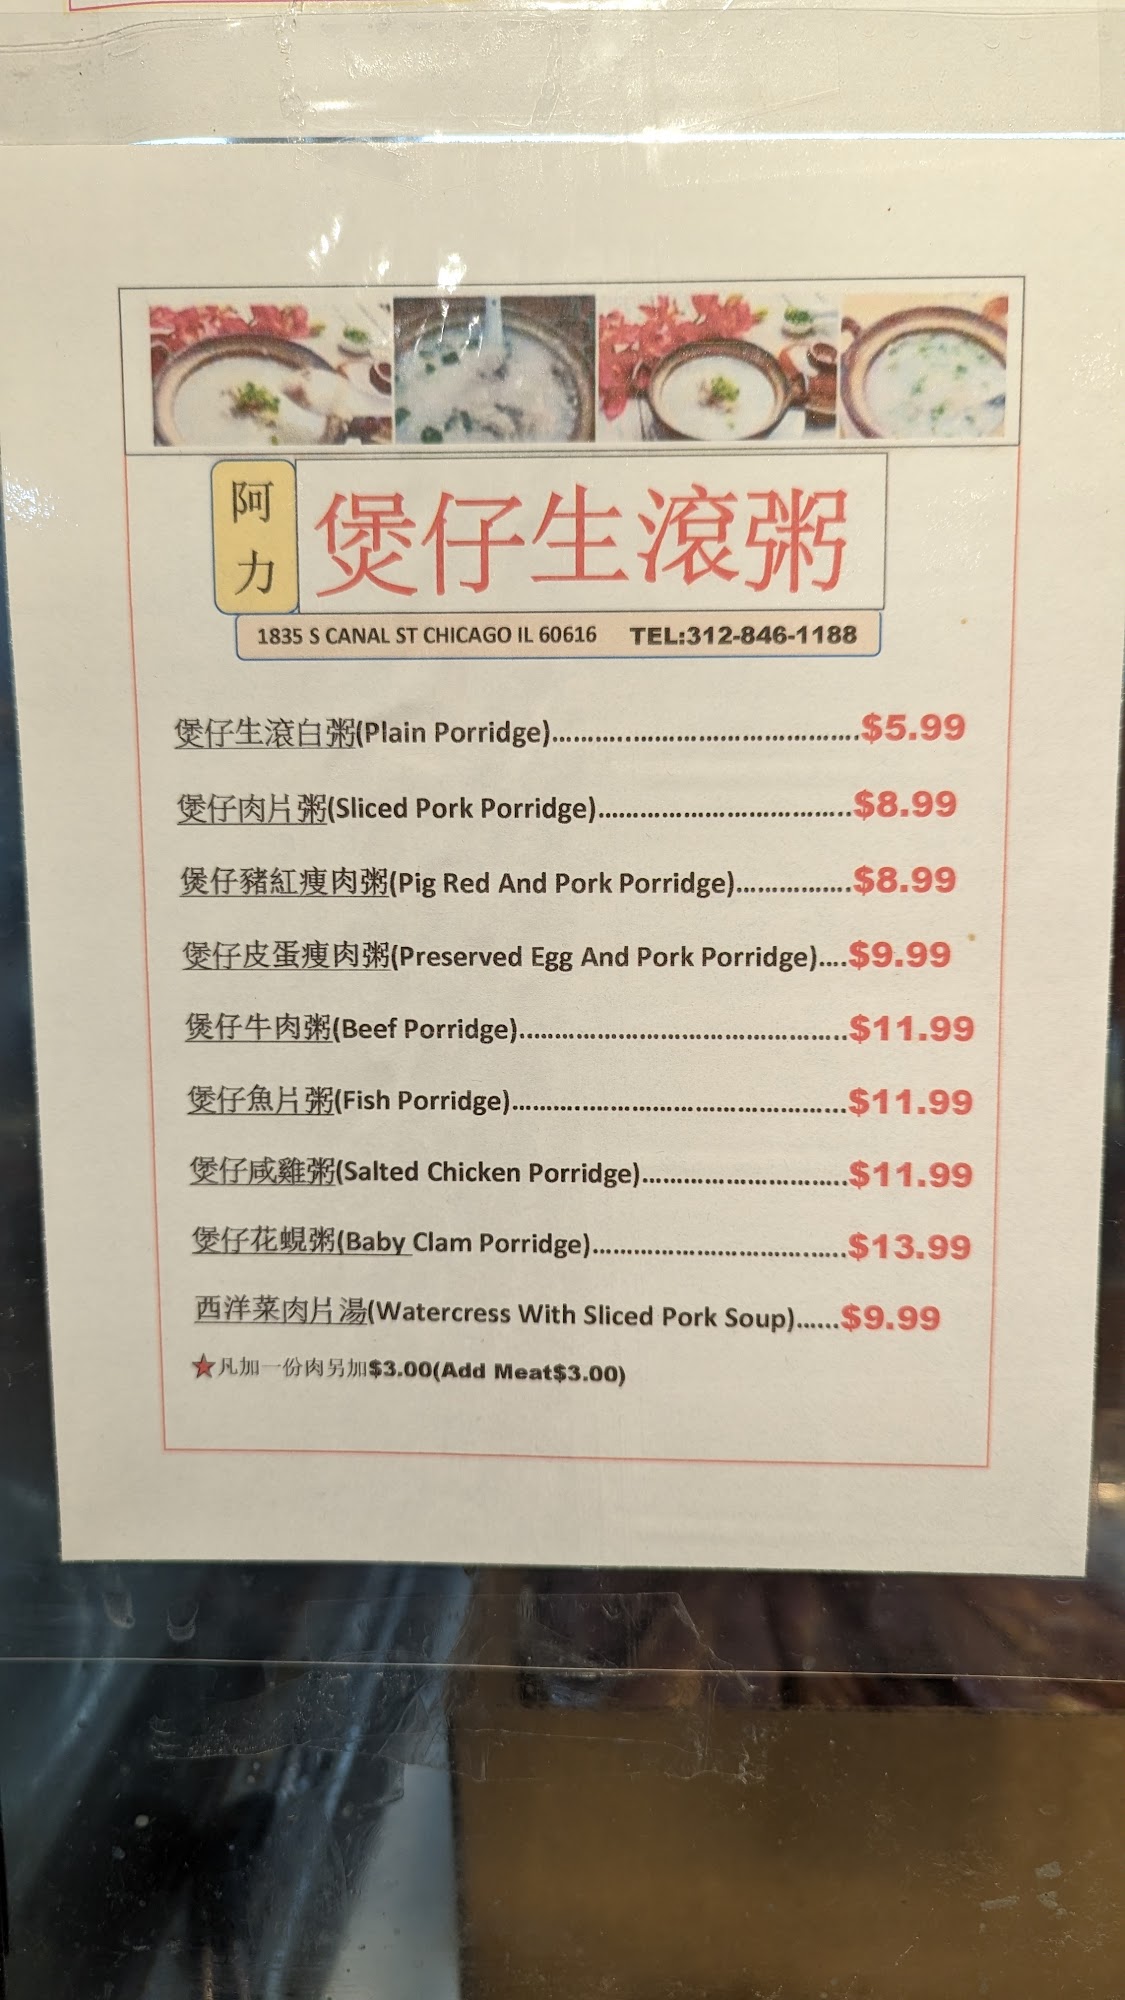 阿力
煲仔生滾粥
1835 S CANAL ST CHICAGO IL 60616 TEL:312-846-1188
煲仔生滾白粥(Plain Porridge)................................................$5.99
煲仔肉片粥(Sliced Pork Porridge)........................................$8.99
煲仔豬紅瘦肉粥(Pig Red And Pork Porridge)................$8.99
煲仔皮蛋瘦肉粥(Preserved Egg And Pork Porridge)....$9.99
煲仔牛肉粥(Beef Porridge)................................................$11.99
煲仔魚片粥(Fish Porridge)................................................$11.99
煲仔咸雞粥(Salted Chicken Porridge)................................$11.99
煲仔花蜆粥(Baby Clam Porridge)........................................$13.99
西洋菜肉片湯(Watercress With Sliced Pork Soup)......$9.99
★凡加一份肉另加$3.00(Add Meat$3.00)